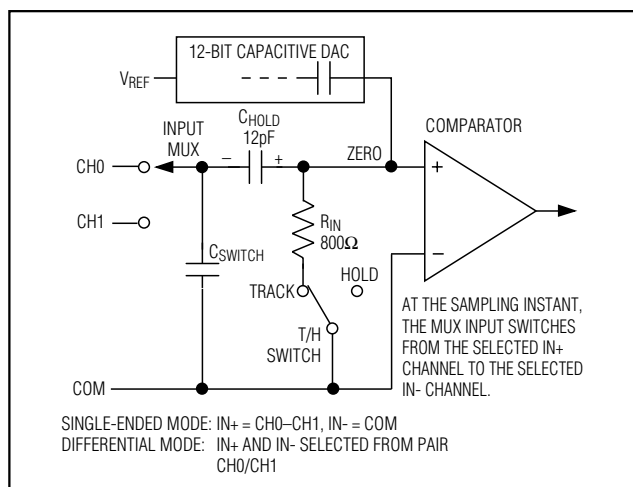 12-BIT CAPACITIVE DAC
VREF
CHOLD
12pF
INPUT
MUX
COMPARATOR
– +
ZERO
CH0
+
CH1
RIN
800Ω
CSWITCH
–
HOLD
TRACK
AT THE SAMPLING INSTANT,
THE MUX INPUT SWITCHES
FROM THE SELECTED IN+
CHANNEL TO THE SELECTED
IN- CHANNEL.
T/H
SWITCH
COM
SINGLE-ENDED MODE: IN+ = CH0–CH1, IN- = COM
DIFFERENTIAL MODE: IN+ AND IN- SELECTED FROM PAIR
CH0/CH1